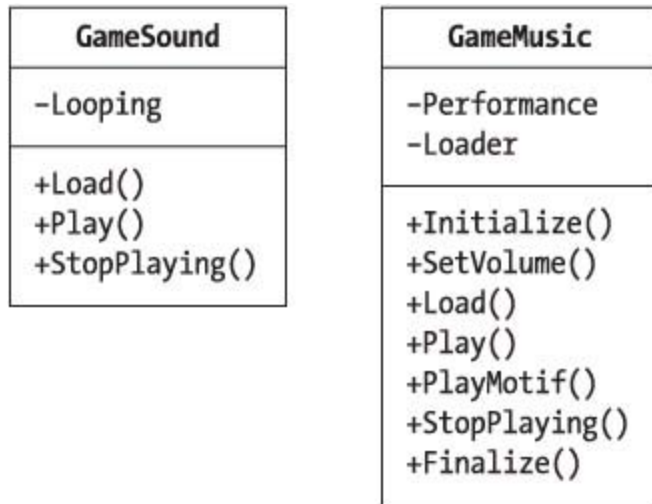 GameSound
-Looping
+Load()
+Play()
+StopPlaying()
GameMusic
-Performance
-Loader
+Initialize()
+SetVolume()
+Load()
+Play()
+PlayMotif()
+StopPlaying()
+Finalize()